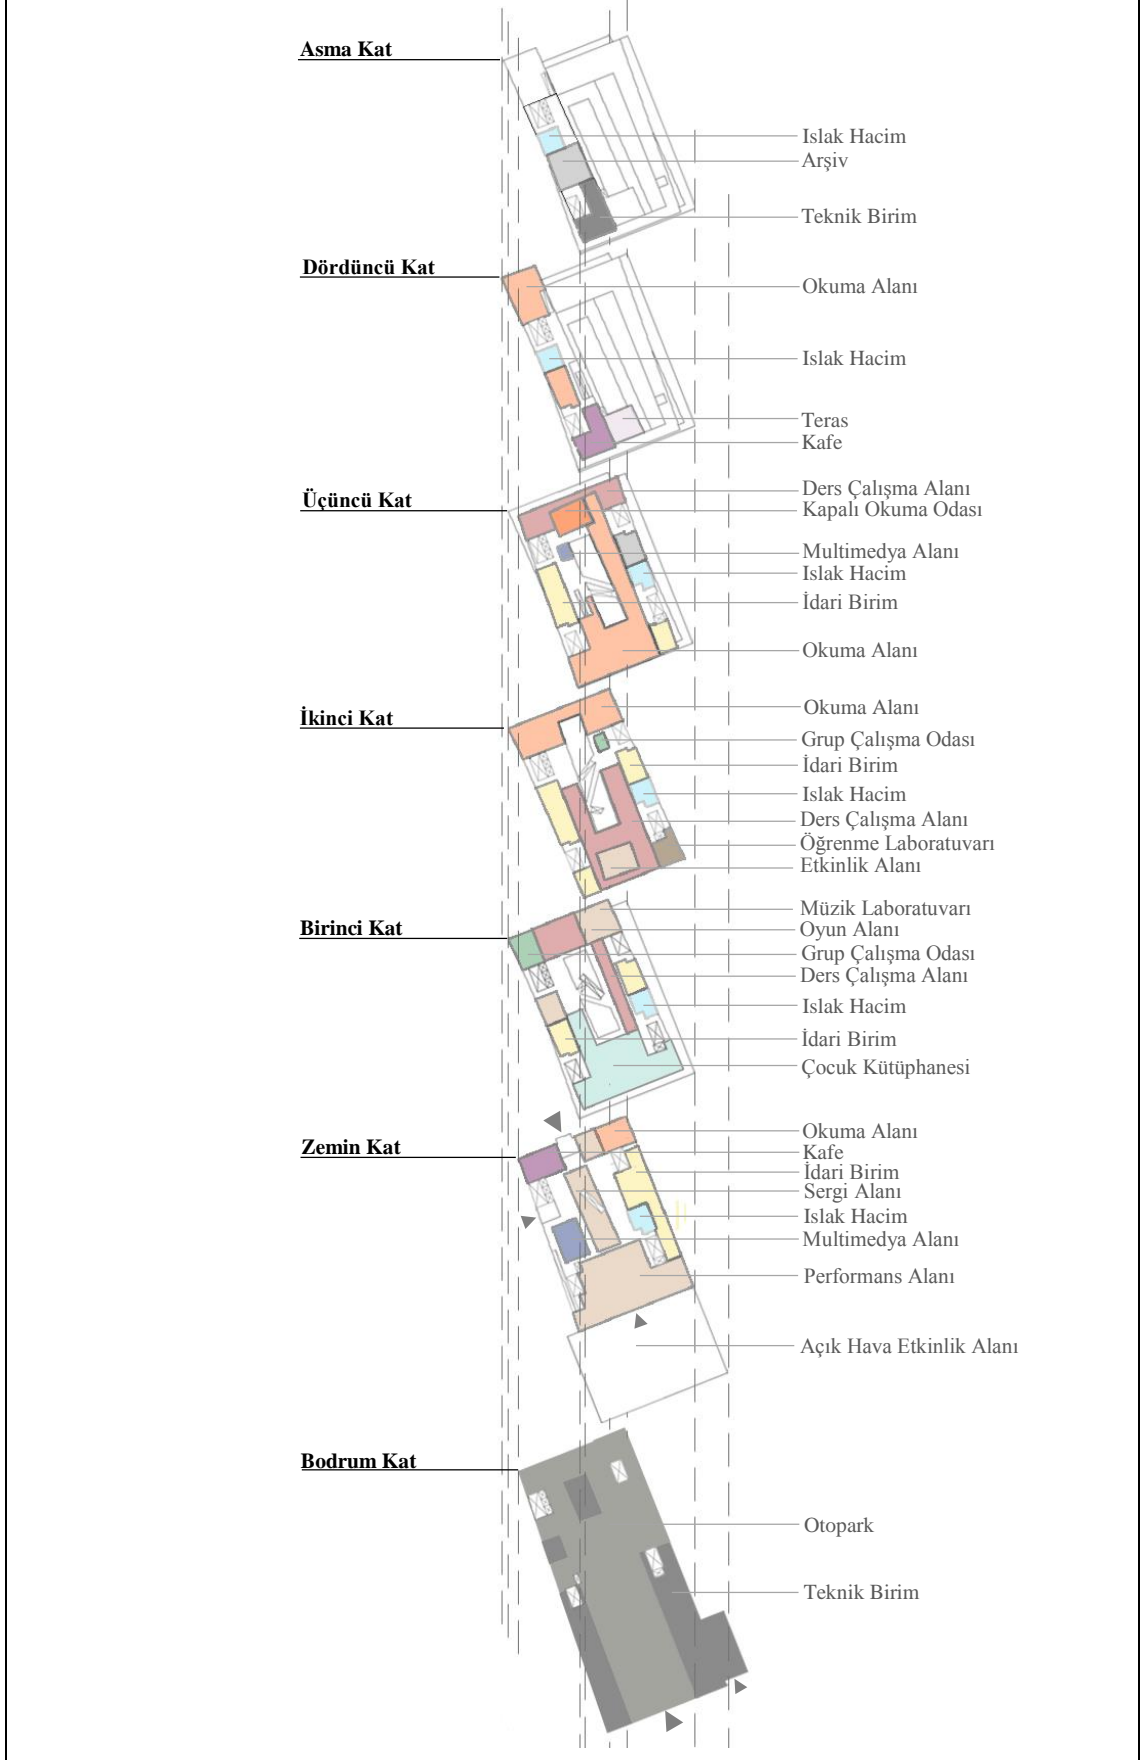 Asma Kat
Islak Hacim
Arşiv
Teknik Birim
Dördüncü Kat
Okuma Alanı
Islak Hacim
Teras
Kafe
Üçüncü Kat
Ders Çalışma Alanı
Kapalı Okuma Odası
Multimedya Alanı
Islak Hacim
İdari Birim
Okuma Alanı
İkinci Kat
Okuma Alanı
Grup Çalışma Odası
İdari Birim
Islak Hacim
Ders Çalışma Alanı
Öğrenme Laboratuvarı
Etkinlik Alanı
Birinci Kat
Müzik Laboratuvarı
Oyun Alanı
Grup Çalışma Odası
Ders Çalışma Alanı
Islak Hacim
İdari Birim
Çocuk Kütüphanesi
Zemin Kat
Okuma Alanı
Kafe
İdari Birim
Sergi Alanı
Islak Hacim
Multimedya Alanı
Performans Alanı
Açık Hava Etkinlik Alanı
Bodrum Kat
Otopark
Teknik Birim